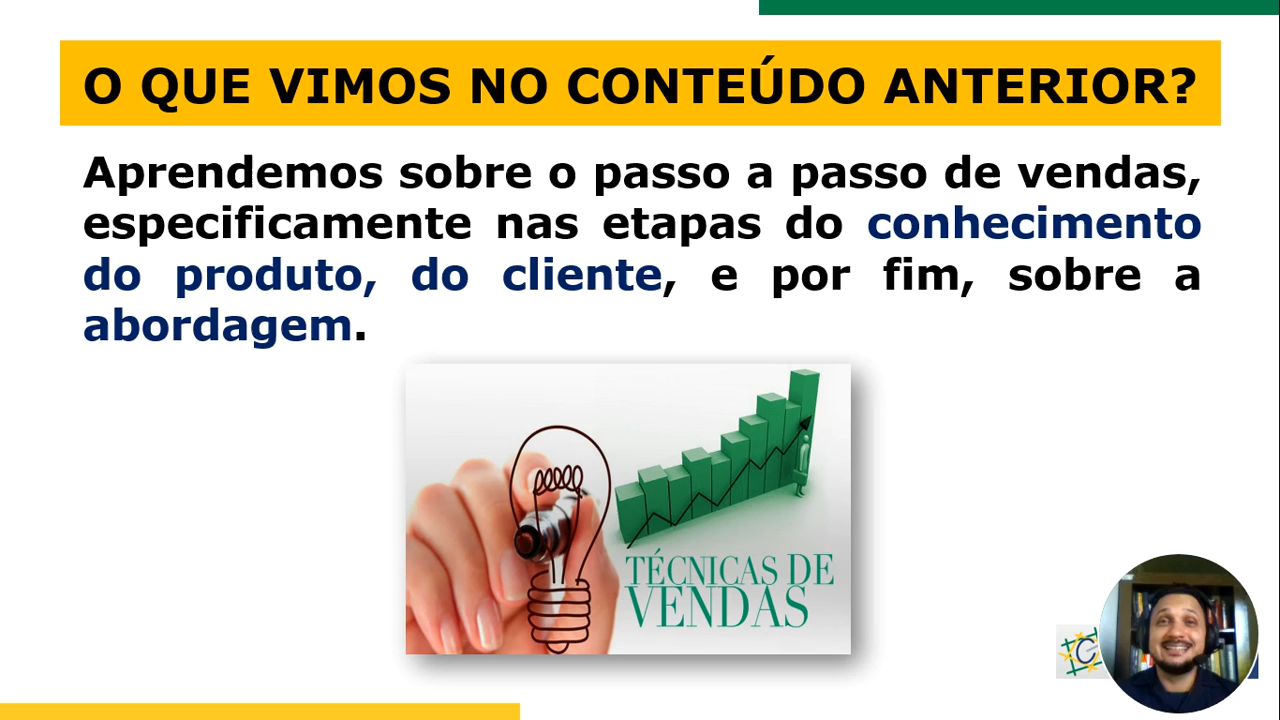 O QUE VIMOS NO CONTEÚDO ANTERIOR?
Aprendemos sobre o passo a passo de vendas,
especificamente nas etapas do conhecimento
do produto, do cliente, e por fim, sobre a
abordagem.
TÉCNICAS DE
VENDAS
C